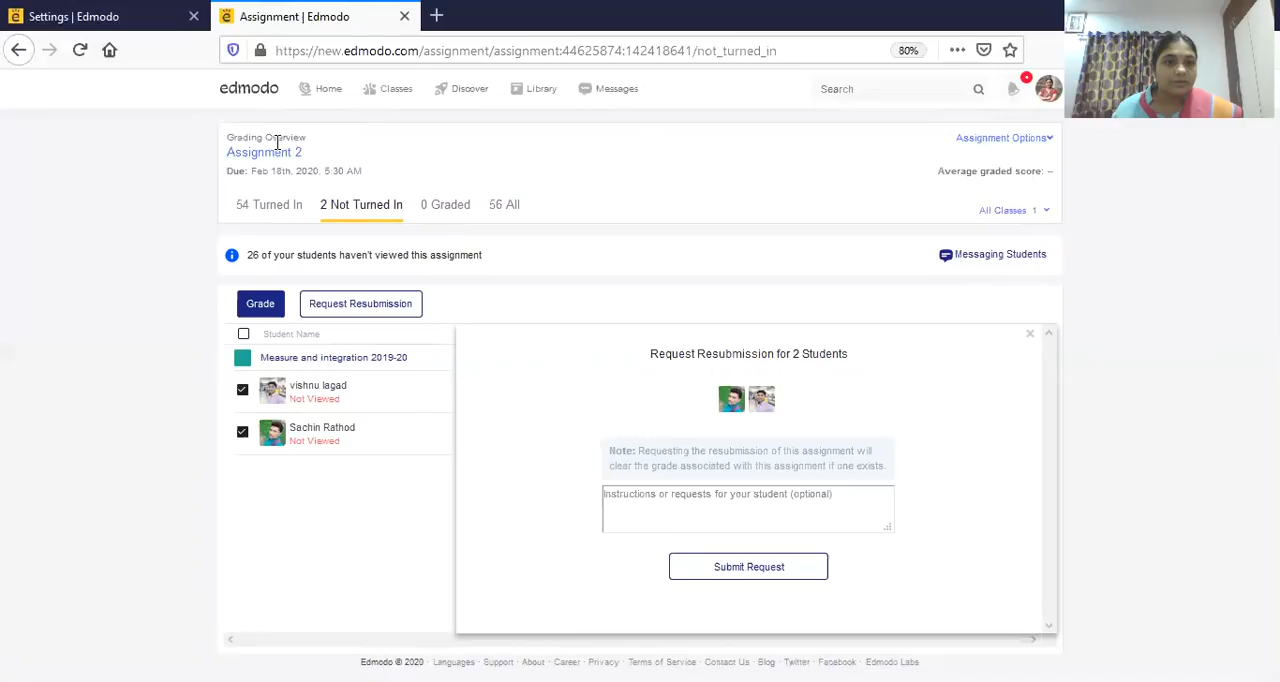 Settings | Edmodo
Assignment | Edmodo
https://new.edmodo.com/assignment/assignment:44625874:142418641/not_turned_in
80%
edmodo
Home
Classes
Discover
Library
Messages
Search
Grading Overview
Assignment 2
Due: Feb 18th, 2020, 5:30 AM
Assignment Options
Average graded score: --
54 Turned In
2 Not Turned In
0 Graded
56 All
All Classes 1
26 of your students haven't viewed this assignment
Messaging Students
Grade
Request Resubmission
Student Name
Measure and integration 2019-20
vishnu lagad
Not Viewed
Sachin Rathod
Not Viewed
Request Resubmission for 2 Students
Note: Requesting the resubmission of this assignment will
clear the grade associated with this assignment if one exists.
Instructions or requests for your student (optional)
Submit Request
Edmodo © 2020 · Languages · Support · About · Career · Privacy · Terms of Service · Contact Us · Blog · Twitter · Facebook · Edmodo Labs